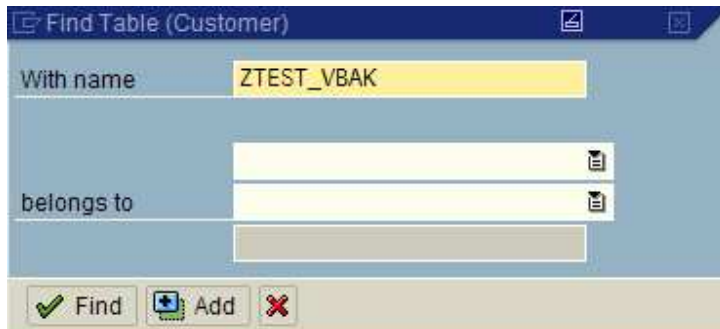 Find Table (Customer)
With name ZTEST_VBAK
belongs to
Find Add